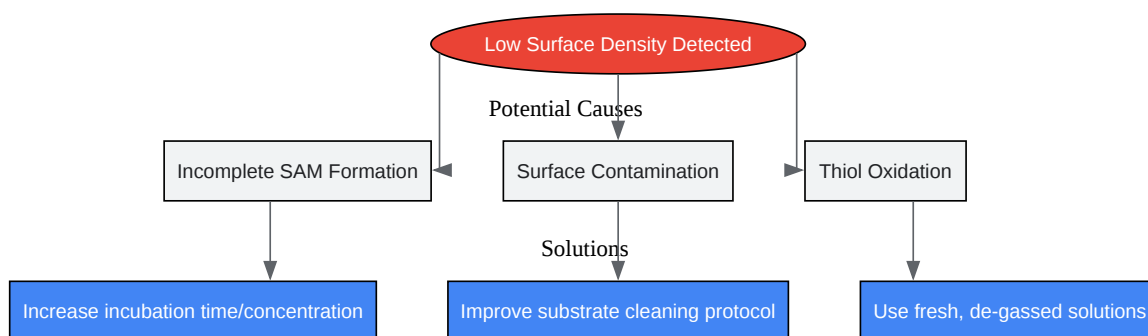 Low Surface Density Detected
Potential Causes
Incomplete SAM Formation
Surface Contamination
Thiol Oxidation
Solutions
Increase incubation time/concentration
Improve substrate cleaning protocol
Use fresh, de-gassed solutions